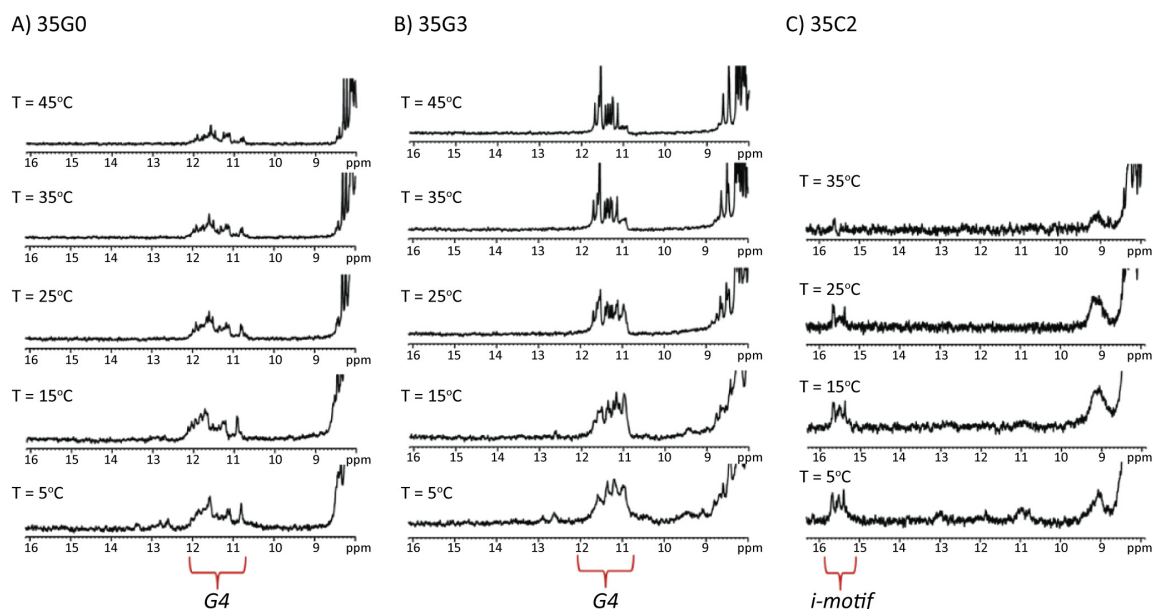 A) 35G0
T = 45°C
16 15 14 13 12 11 10 9 ppm
T = 35°C
16 15 14 13 12 11 10 9 ppm
T = 25°C
16 15 14 13 12 11 10 9 ppm
T = 15°C
16 15 14 13 12 11 10 9 ppm
T = 5°C
16 15 14 13 12 11 10 9 ppm
G4
B) 35G3
T = 45°C
16 15 14 13 12 11 10 9 ppm
T = 35°C
16 15 14 13 12 11 10 9 ppm
T = 25°C
16 15 14 13 12 11 10 9 ppm
T = 15°C
16 15 14 13 12 11 10 9 ppm
T = 5°C
16 15 14 13 12 11 10 9 ppm
G4
C) 35C2
T = 35°C
16 15 14 13 12 11 10 9 ppm
T = 25°C
16 15 14 13 12 11 10 9 ppm
T = 15°C
16 15 14 13 12 11 10 9 ppm
T = 5°C
16 15 14 13 12 11 10 9 ppm
i-motif